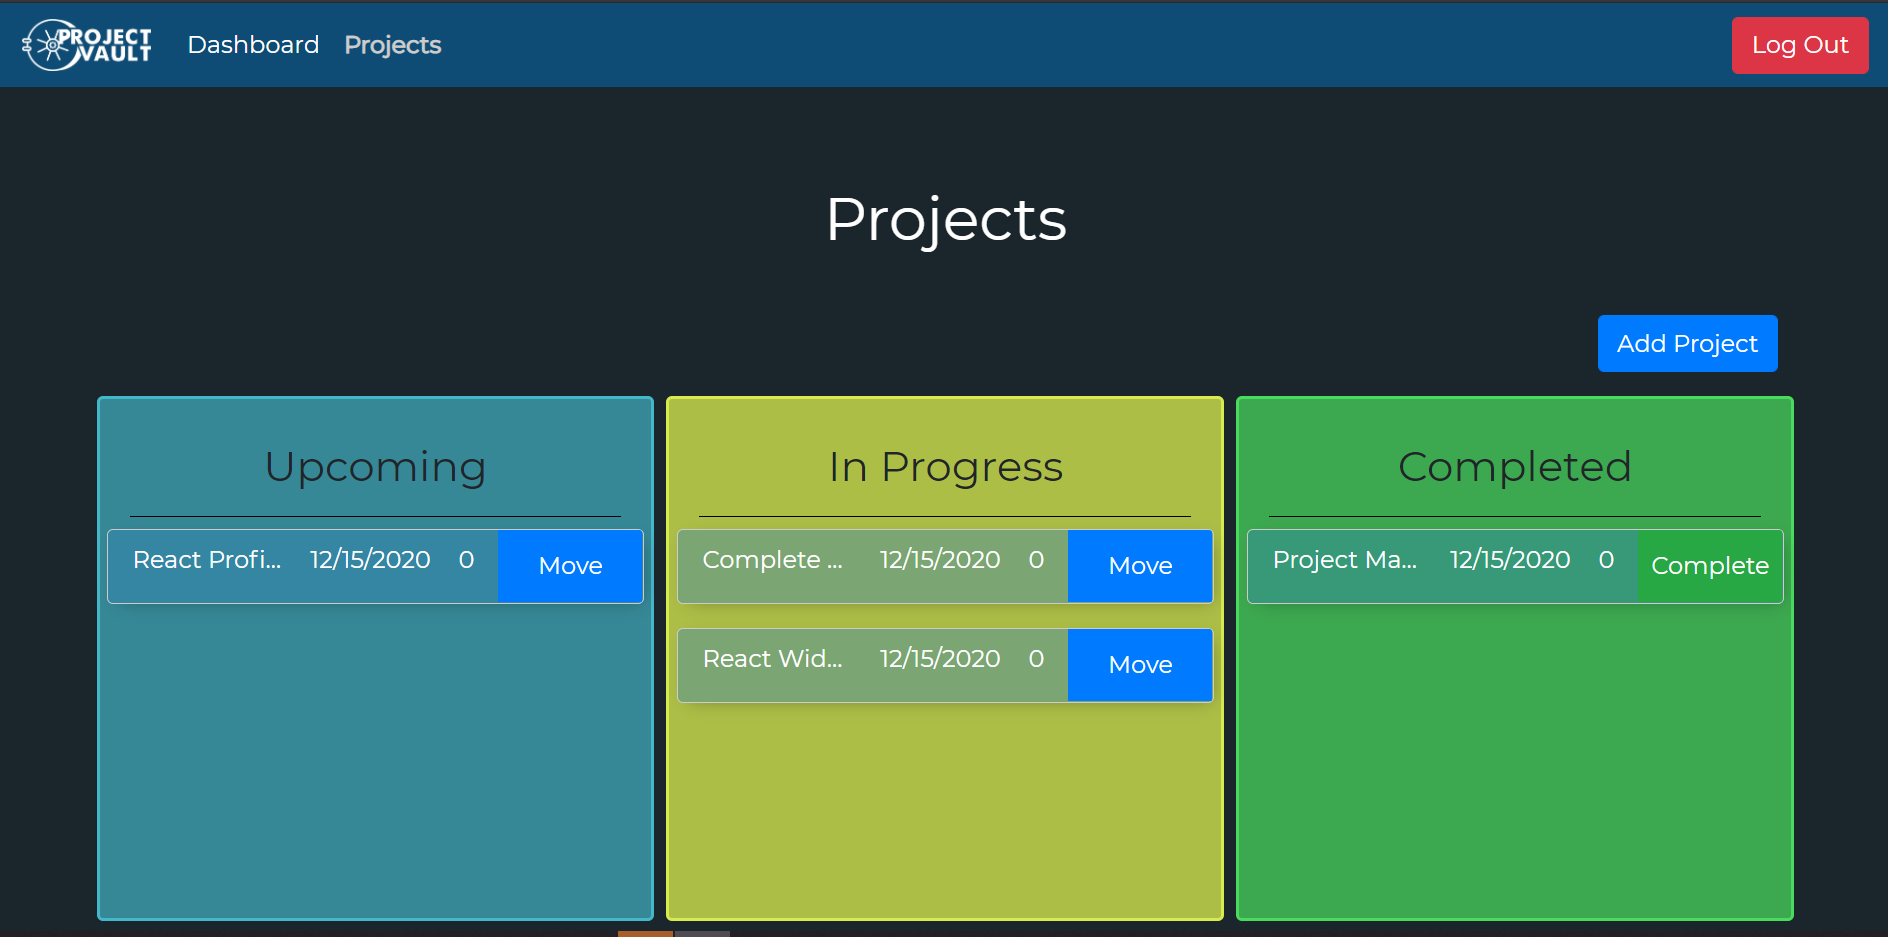 PROJECT
VAULT
Dashboard Projects
Log Out
Projects
Add Project
Upcoming
React Profi... 12/15/2020 0 Move
In Progress
Complete ... 12/15/2020 0 Move
React Wid... 12/15/2020 0 Move
Completed
Project Ma... 12/15/2020 0 Complete